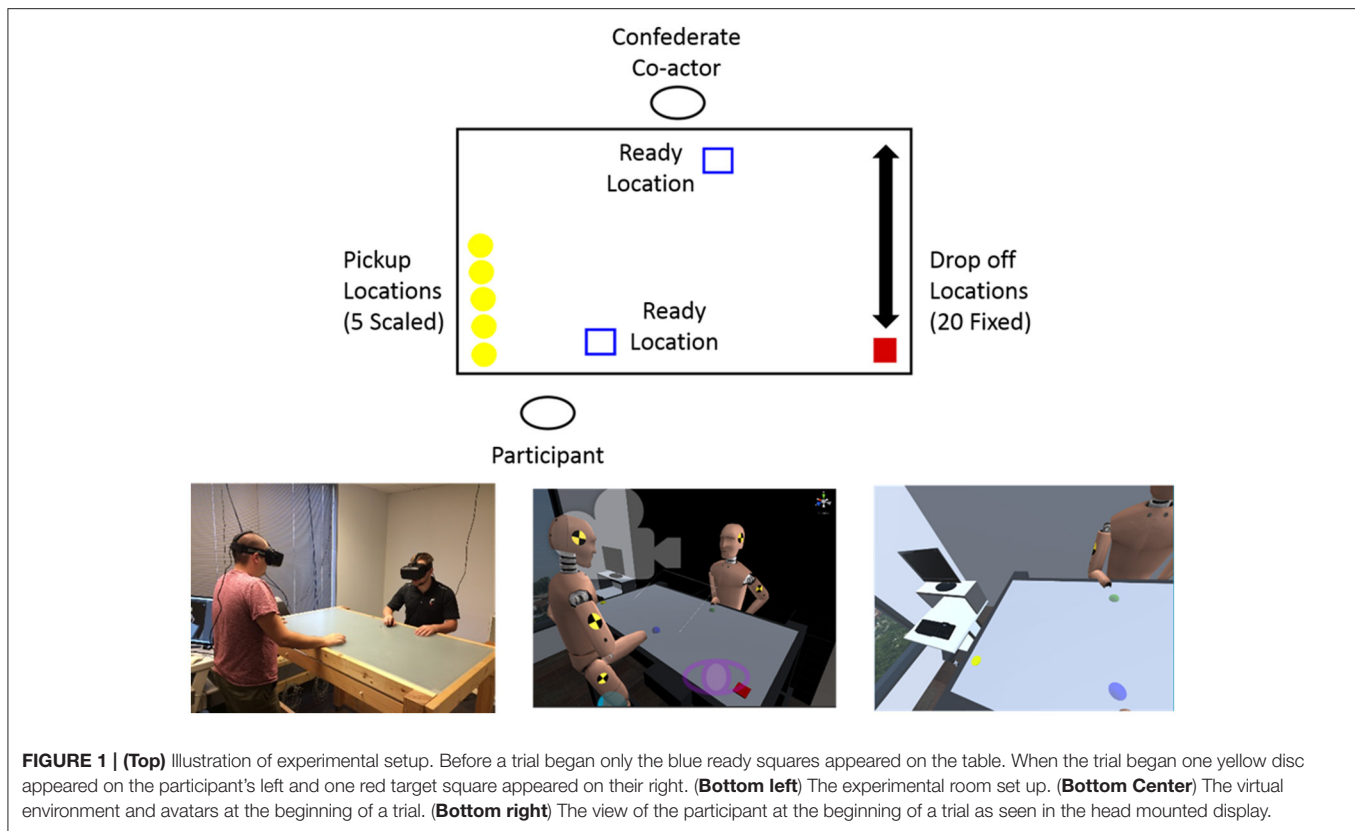 Confederate
Co-actor
Ready
Location
Pickup
Locations
(5 Scaled)
Drop off
Locations
(20 Fixed)
Ready
Location
Participant
FIGURE 1 | (Top) Illustration of experimental setup. Before a trial began only the blue ready squares appeared on the table. When the trial began one yellow disc
appeared on the participant's left and one red target square appeared on their right. (Bottom left) The experimental room set up. (Bottom Center) The virtual
environment and avatars at the beginning of a trial. (Bottom right) The view of the participant at the beginning of a trial as seen in the head mounted display.